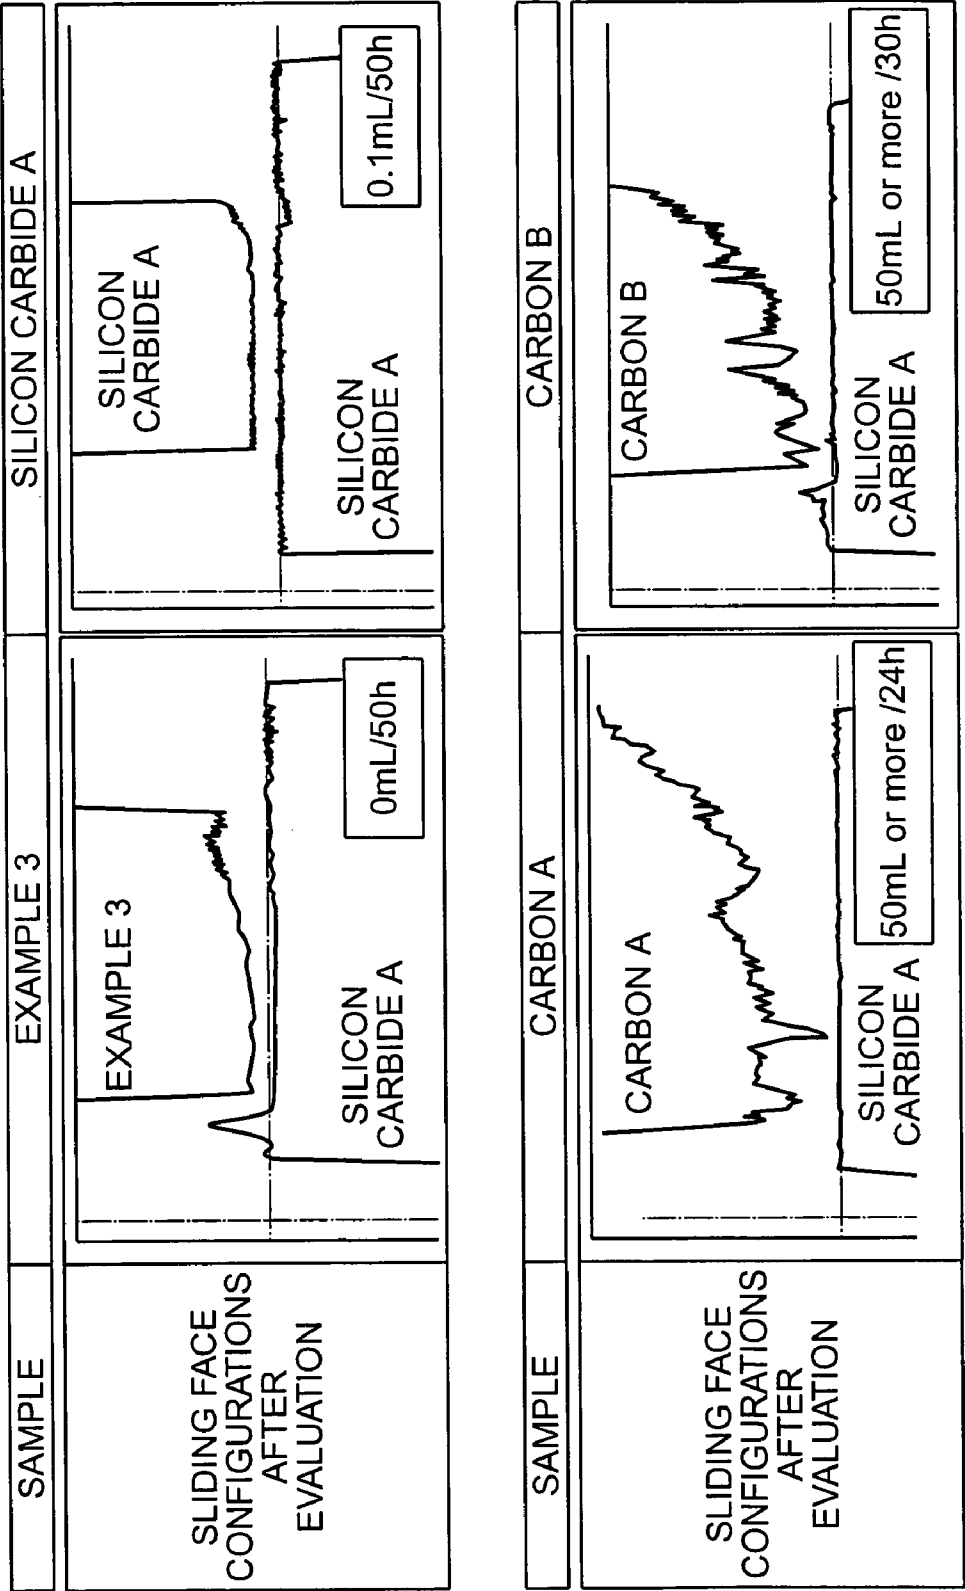 SAMPLE
EXAMPLE 3
SILICON CARBIDE A
SLIDING FACE
CONFIGURATIONS
AFTER
EVALUATION
EXAMPLE 3
SILICON
CARBIDE A
0mL/50h
SILICON
CARBIDE A
SILICON
CARBIDE A
0.1mL/50h
SAMPLE
CARBON A
CARBON B
SLIDING FACE
CONFIGURATIONS
AFTER
EVALUATION
CARBON A
SILICON
CARBIDE A
50mL or more /24h
CARBON B
SILICON
CARBIDE A
50mL or more /30h